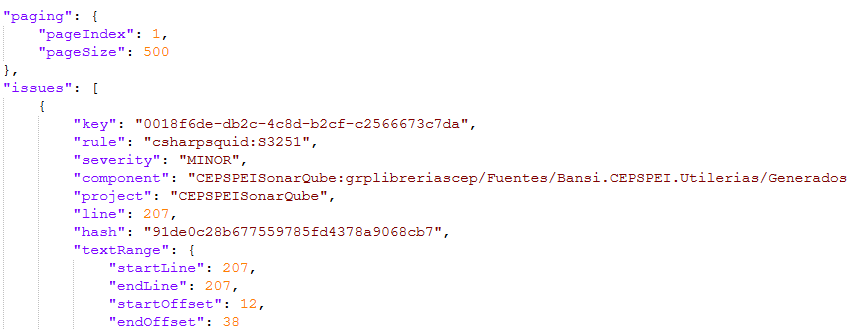 "paging": {
"pageIndex": 1,
"pageSize": 500
},
"issues": [
{
"key": "0018f6de-db2c-4c8d-b2cf-c2566673c7da",
"rule": "csharpsquid:S3251",
"severity": "MINOR",
"component": "CEPSPEISonarQube:grplibreriascep/Fuentes/Bansi.CEPSPEI.Utilerias/Generados
"project": "CEPSPEISonarQube",
"line": 207,
"hash": "91de0c28b677559785fd4378a9068cb7",
"textRange": {
"startLine": 207,
"endLine": 207,
"startOffset": 12,
"endOffset": 38